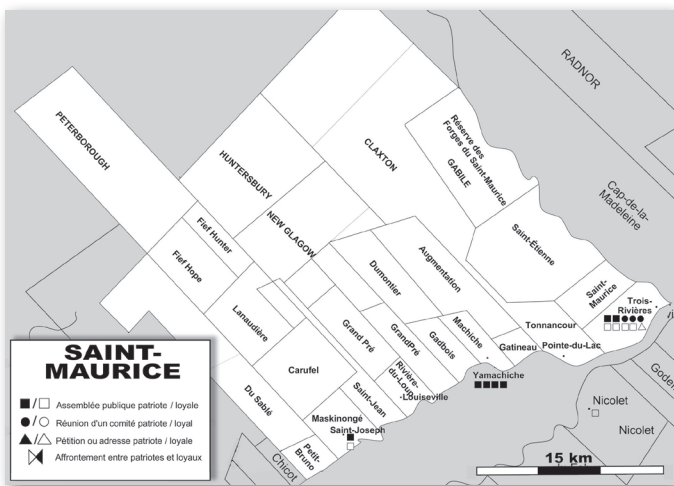 RADNOR
PETERBOROUGH
HUNTERSBURY
CLAXTON
Réserve des
Forges du Saint-Maurice
GABILE
Cap-de-la-
Madeleine
NEW GLAGOW
Fief Hunter
Fief Hope
Saint-Étienne
Augmentation
Dumontier
Saint-
Maurice
Trois-
Rivières
Lanaudière
Grand Pré
GrandPré
Gadbois
Machiche
Tonnancour
Gatineau
Pointe-du-Lac
Carufel
Rivière-
du-Loup
Louiseville
Yamachiche
Saint-Jean
Du Sablé
Maskinongé
Saint-Joseph
Petit-
Bruno
Chicot
Nicolet
Nicolet
Godef
15 km
SAINT-
MAURICE
Assemblée publique patriote / loyale
Réunion d'un comité patriote / loyal
Pétition ou adresse patriote / loyale
Affrontement entre patriotes et loyaux